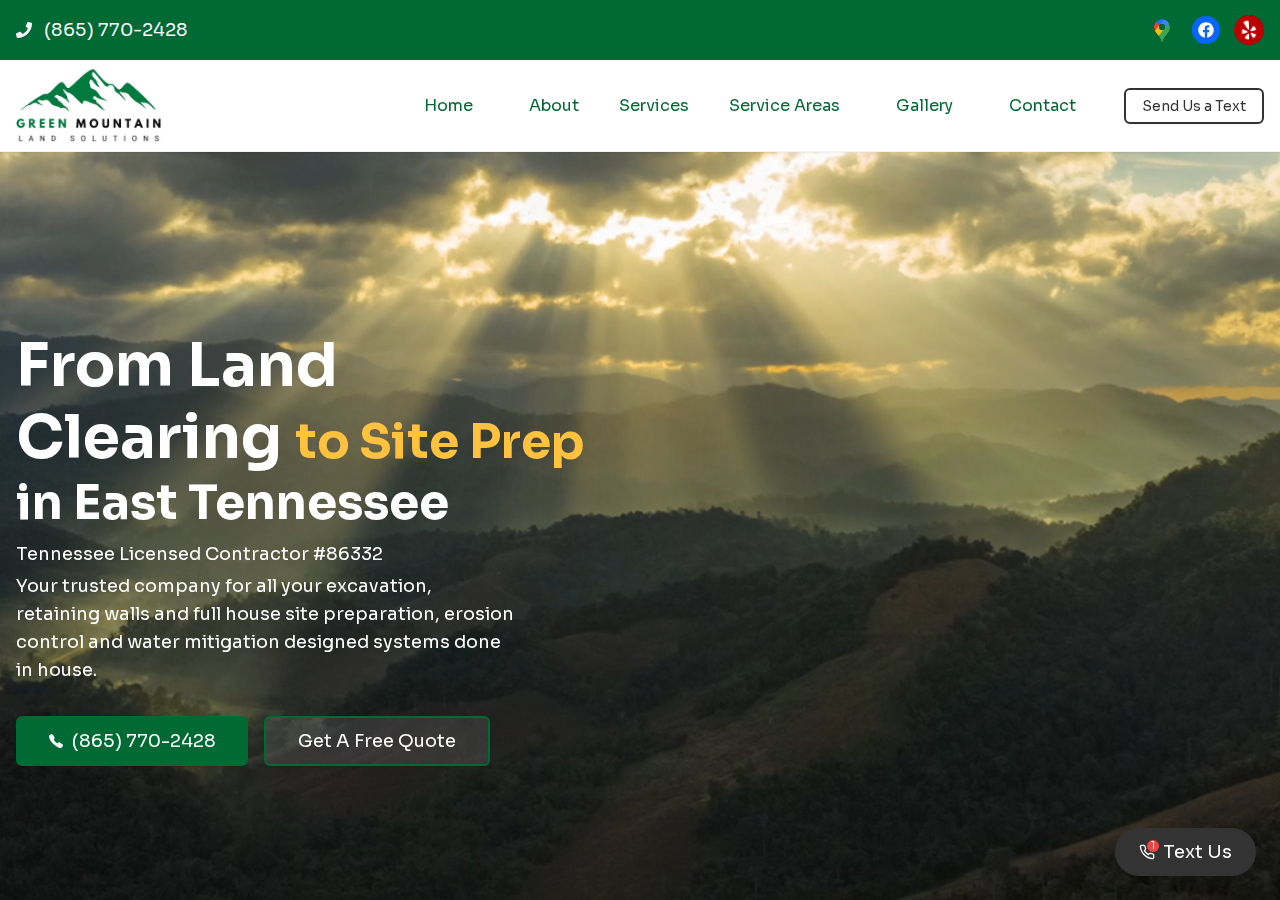 (865) 770-2428
GREEN MOUNTAIN
LAND SOLUTIONS
Home
About
Services
Service Areas
Gallery
Contact
Send Us a Text
From Land
Clearing to Site Prep
in East Tennessee
Tennessee Licensed Contractor #86332
Your trusted company for all your excavation,
retaining walls and full house site preparation, erosion
control and water mitigation designed systems done
in house.
(865) 770-2428
Get A Free Quote
1
Text Us